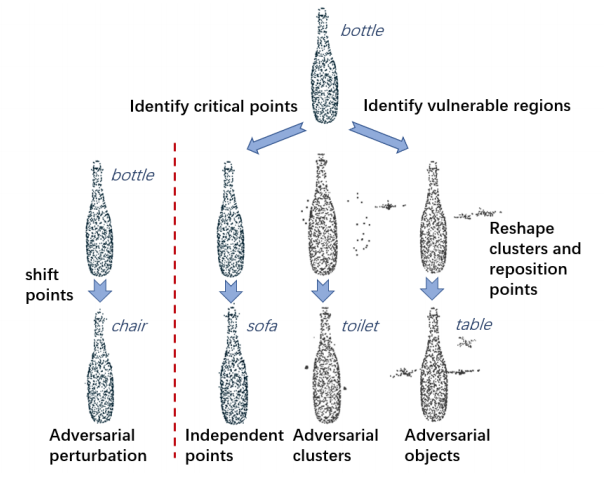 bottle
Identify critical points
Identify vulnerable regions
bottle
Reshape
clusters and
reposition
points
shift
points
chair
sofa
toilet
table
Adversarial
perturbation
Independent
points
Adversarial
clusters
Adversarial
objects